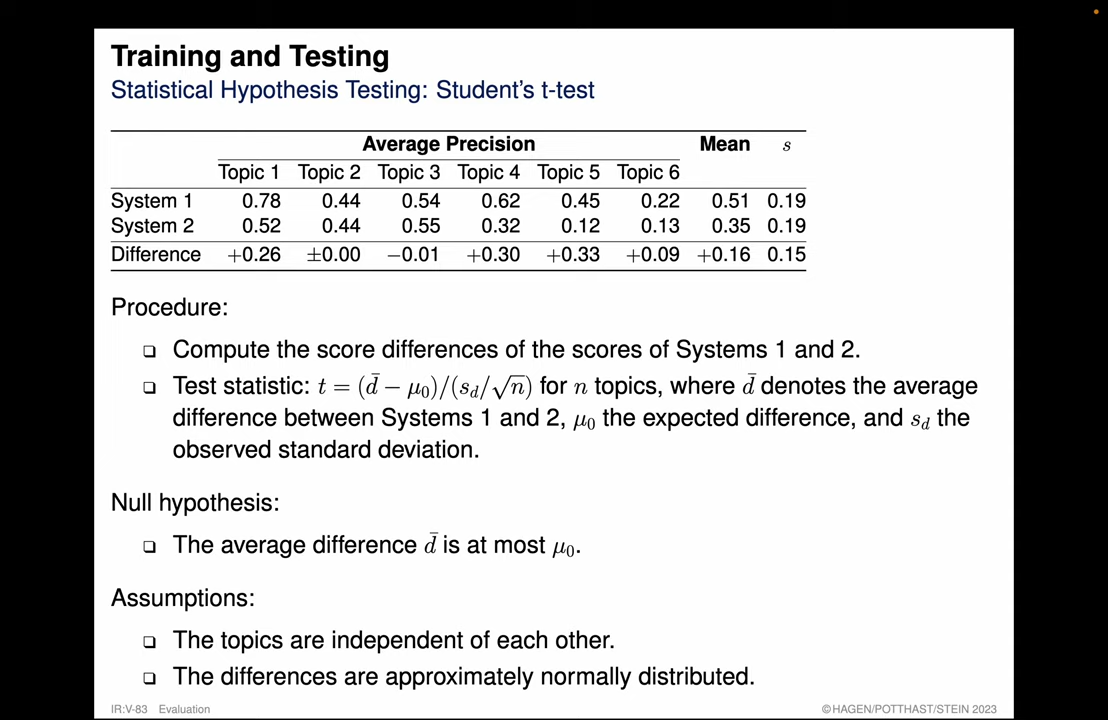 Training and Testing
Statistical Hypothesis Testing: Student's t-test
Average Precision Mean s
Topic 1 Topic 2 Topic 3 Topic 4 Topic 5 Topic 6
System 1 0.78 0.44 0.54 0.62 0.45 0.22 0.51 0.19
System 2 0.52 0.44 0.55 0.32 0.12 0.13 0.35 0.19
Difference +0.26 ±0.00 −0.01 +0.30 +0.33 +0.09 +0.16 0.15
Procedure:
❑ Compute the score differences of the scores of Systems 1 and 2.
❑ Test statistic: t = (d̄ − μ₀)/(s_d/√n) for n topics, where d̄ denotes the average
difference between Systems 1 and 2, μ₀ the expected difference, and s_d the
observed standard deviation.
Null hypothesis:
❑ The average difference d̄ is at most μ₀.
Assumptions:
❑ The topics are independent of each other.
❑ The differences are approximately normally distributed.
IR:V-83 Evaluation ©HAGEN/POTTHAST/STEIN 2023